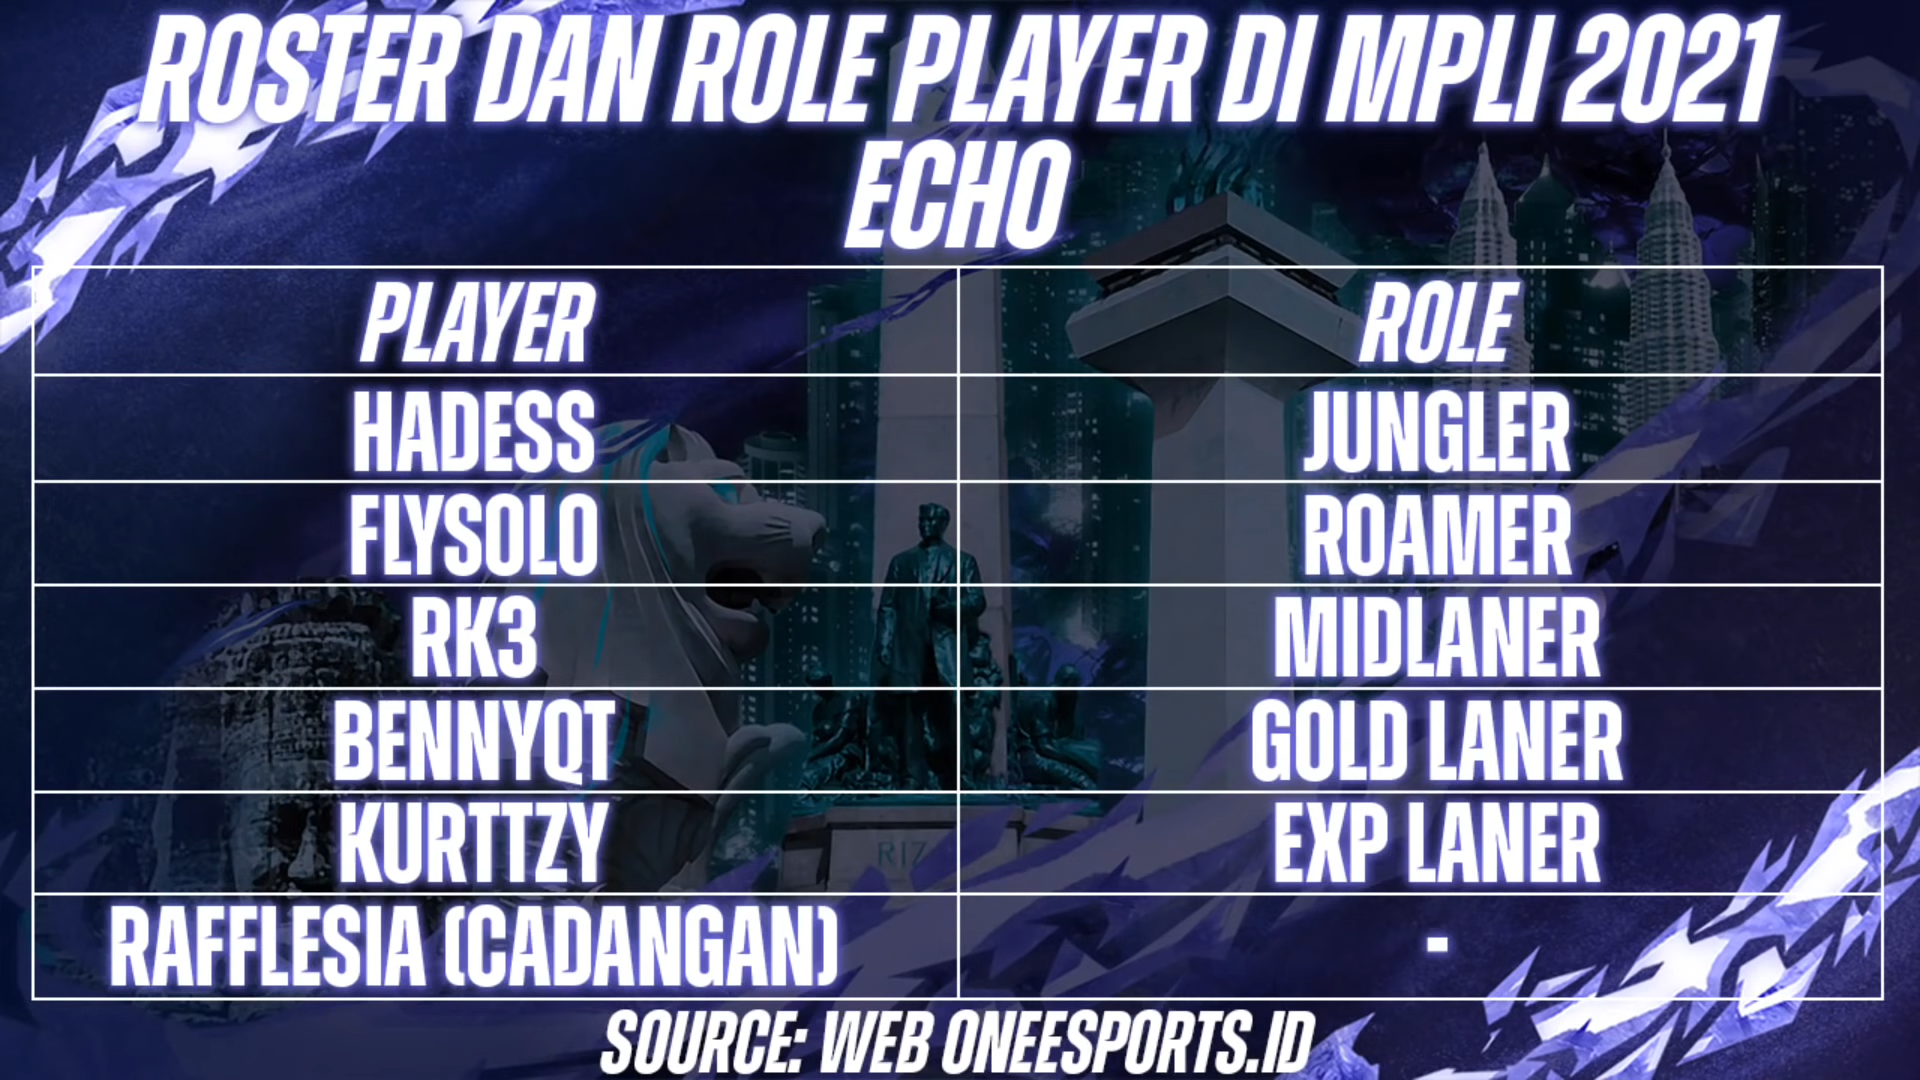 ROSTER DAN ROLE PLAYER DI MPLI 2021
ECHO
PLAYER ROLE
HADESS JUNGLER
FLYSOLO ROAMER
RK3 MIDLANER
BENNYQT GOLD LANER
KURTTZY EXP LANER
RAFFLESIA (CADANGAN) -
RIZ
SOURCE: WEB ONEESPORTS.ID